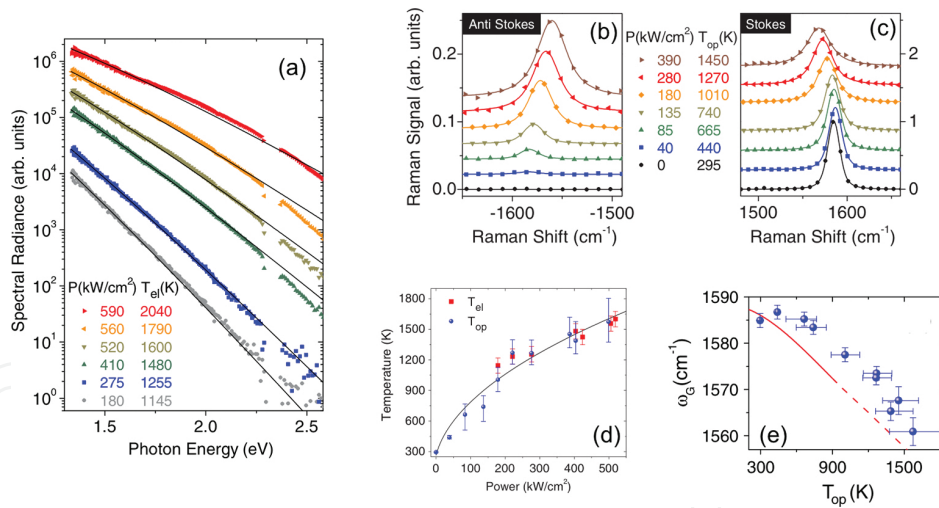 (a)
Spectral Radiance (arb. units)
10^6
10^5
10^4
10^3
10^2
10^1
10^0
P(kW/cm²) T_el(K)
590 2040
560 1790
520 1600
410 1480
275 1255
180 1145
1.5 2.0 2.5
Photon Energy (eV)
Anti Stokes
(b)
Raman Signal (arb. units)
0.2
0.1
0.0
-1600 -1500
Raman Shift (cm⁻¹)
P(kW/cm²) T_op(K)
390 1450
280 1270
180 1010
135 740
85 665
40 440
0 295
Stokes
(c)
2
1
0
1500 1600
Raman Shift (cm⁻¹)
T_el
T_op
Temperature (K)
1800
1500
1200
900
600
300
0 100 200 300 400 500
Power (kW/cm²)
(d)
ω_G(cm⁻¹)
1590
1580
1570
1560
300 900 1500
T_op(K)
(e)